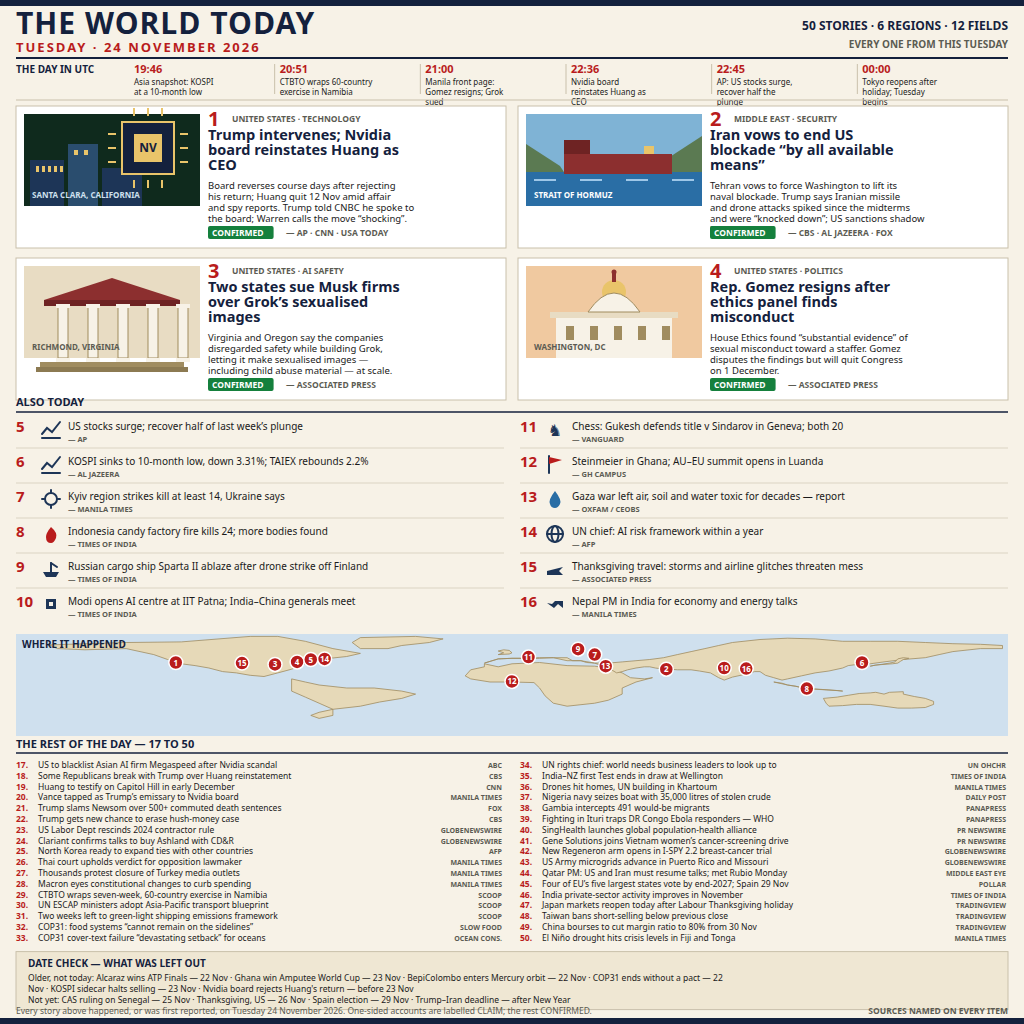 THE WORLD TODAY
TUESDAY · 24 NOVEMBER 2026
50 STORIES · 6 REGIONS · 12 FIELDS
EVERY ONE FROM THIS TUESDAY
THE DAY IN UTC
19:46
Asia snapshot: KOSPI
at a 10-month low
20:51
CTBTO wraps 60-country
exercise in Namibia
21:00
Manila front page:
Gomez resigns; Grok
sued
22:36
Nvidia board
reinstates Huang as
CEO
22:45
AP: US stocks surge,
recover half the
plunge
00:00
Tokyo reopens after
holiday; Tuesday
begins
NV
SANTA CLARA, CALIFORNIA
1 UNITED STATES · TECHNOLOGY
Trump intervenes; Nvidia
board reinstates Huang as
CEO
Board reverses course days after rejecting
his return; Huang quit 12 Nov amid affair
and spy reports. Trump told CNBC he spoke to
the board; Warren calls the move “shocking”.
CONFIRMED — AP · CNN · USA TODAY
STRAIT OF HORMUZ
2 MIDDLE EAST · SECURITY
Iran vows to end US
blockade “by all available
means”
Tehran vows to force Washington to lift its
naval blockade. Trump says Iranian missile
and drone attacks spiked since the midterms
and were “knocked down”; US sanctions shadow
CONFIRMED — CBS · AL JAZEERA · FOX
RICHMOND, VIRGINIA
3 UNITED STATES · AI SAFETY
Two states sue Musk firms
over Grok’s sexualised
images
Virginia and Oregon say the companies
disregarded safety while building Grok,
letting it make sexualised images —
including child abuse material — at scale.
CONFIRMED — ASSOCIATED PRESS
WASHINGTON, DC
4 UNITED STATES · POLITICS
Rep. Gomez resigns after
ethics panel finds
misconduct
House Ethics found “substantial evidence” of
sexual misconduct toward a staffer. Gomez
disputes the findings but will quit Congress
on 1 December.
CONFIRMED — ASSOCIATED PRESS
ALSO TODAY
5 US stocks surge; recover half of last week’s plunge
— AP
6 KOSPI sinks to 10-month low, down 3.31%; TAIEX rebounds 2.2%
— AL JAZEERA
7 Kyiv region strikes kill at least 14, Ukraine says
— MANILA TIMES
8 Indonesia candy factory fire kills 24; more bodies found
— TIMES OF INDIA
9 Russian cargo ship Sparta II ablaze after drone strike off Finland
— TIMES OF INDIA
10 Modi opens AI centre at IIT Patna; India–China generals meet
— TIMES OF INDIA
11 Chess: Gukesh defends title v Sindarov in Geneva; both 20
— VANGUARD
12 Steinmeier in Ghana; AU–EU summit opens in Luanda
— GH CAMPUS
13 Gaza war left air, soil and water toxic for decades — report
— OXFAM / CEOBS
14 UN chief: AI risk framework within a year
— AFP
15 Thanksgiving travel: storms and airline glitches threaten mess
— ASSOCIATED PRESS
16 Nepal PM in India for economy and energy talks
— MANILA TIMES
WHERE IT HAPPENED
1 15 3 4 5 14 12 11 9 7 13 2 10 16 8 6
THE REST OF THE DAY — 17 TO 50
17. US to blacklist Asian AI firm Megaspeed after Nvidia scandal ABC
18. Some Republicans break with Trump over Huang reinstatement CBS
19. Huang to testify on Capitol Hill in early December CNN
20. Vance tapped as Trump’s emissary to Nvidia board MANILA TIMES
21. Trump slams Newsom over 500+ commuted death sentences FOX
22. Trump gets new chance to erase hush-money case CBS
23. US Labor Dept rescinds 2024 contractor rule GLOBENEWSWIRE
24. Clariant confirms talks to buy Ashland with CD&R GLOBENEWSWIRE
25. North Korea ready to expand ties with other countries AFP
26. Thai court upholds verdict for opposition lawmaker MANILA TIMES
27. Thousands protest closure of Turkey media outlets MANILA TIMES
28. Macron eyes constitutional changes to curb spending MANILA TIMES
29. CTBTO wraps seven-week, 60-country exercise in Namibia SCOOP
30. UN ESCAP ministers adopt Asia-Pacific transport blueprint SCOOP
31. Two weeks left to green-light shipping emissions framework SCOOP
32. COP31: food systems “cannot remain on the sidelines” SLOW FOOD
33. COP31 cover-text failure “devastating setback” for oceans OCEAN CONS.
34. UN rights chief: world needs business leaders to look up to UN OHCHR
35. India–NZ first Test ends in draw at Wellington TIMES OF INDIA
36. Drones hit homes, UN building in Khartoum MANILA TIMES
37. Nigeria navy seizes boat with 35,000 litres of stolen crude DAILY POST
38. Gambia intercepts 491 would-be migrants PANAPRESS
39. Fighting in Ituri traps DR Congo Ebola responders — WHO PANAPRESS
40. SingHealth launches global population-health alliance PR NEWSWIRE
41. Gene Solutions joins Vietnam women’s cancer-screening drive PR NEWSWIRE
42. New Regeneron arm opens in I-SPY 2.2 breast-cancer trial GLOBENEWSWIRE
43. US Army microgrids advance in Puerto Rico and Missouri GLOBENEWSWIRE
44. Qatar PM: US and Iran must resume talks; met Rubio Monday MIDDLE EAST EYE
45. Four of EU’s five largest states vote by end-2027; Spain 29 Nov POLLAR
46. India private-sector activity improves in November TIMES OF INDIA
47. Japan markets reopen today after Labour Thanksgiving holiday TRADINGVIEW
48. Taiwan bans short-selling below previous close TRADINGVIEW
49. China bourses to cut margin ratio to 80% from 30 Nov TRADINGVIEW
50. El Niño drought hits crisis levels in Fiji and Tonga MANILA TIMES
DATE CHECK — WHAT WAS LEFT OUT
Older, not today: Alcaraz wins ATP Finals — 22 Nov · Ghana win Amputee World Cup — 23 Nov · BepiColombo enters Mercury orbit — 22 Nov · COP31 ends without a pact — 22
Nov · KOSPI sidecar halts selling — 23 Nov · Nvidia board rejects Huang's return — before 23 Nov
Not yet: CAS ruling on Senegal — 25 Nov · Thanksgiving, US — 26 Nov · Spain election — 29 Nov · Trump–Iran deadline — after New Year
Every story above happened, or was first reported, on Tuesday 24 November 2026. One-sided accounts are labelled CLAIM; the rest CONFIRMED.
SOURCES NAMED ON EVERY ITEM